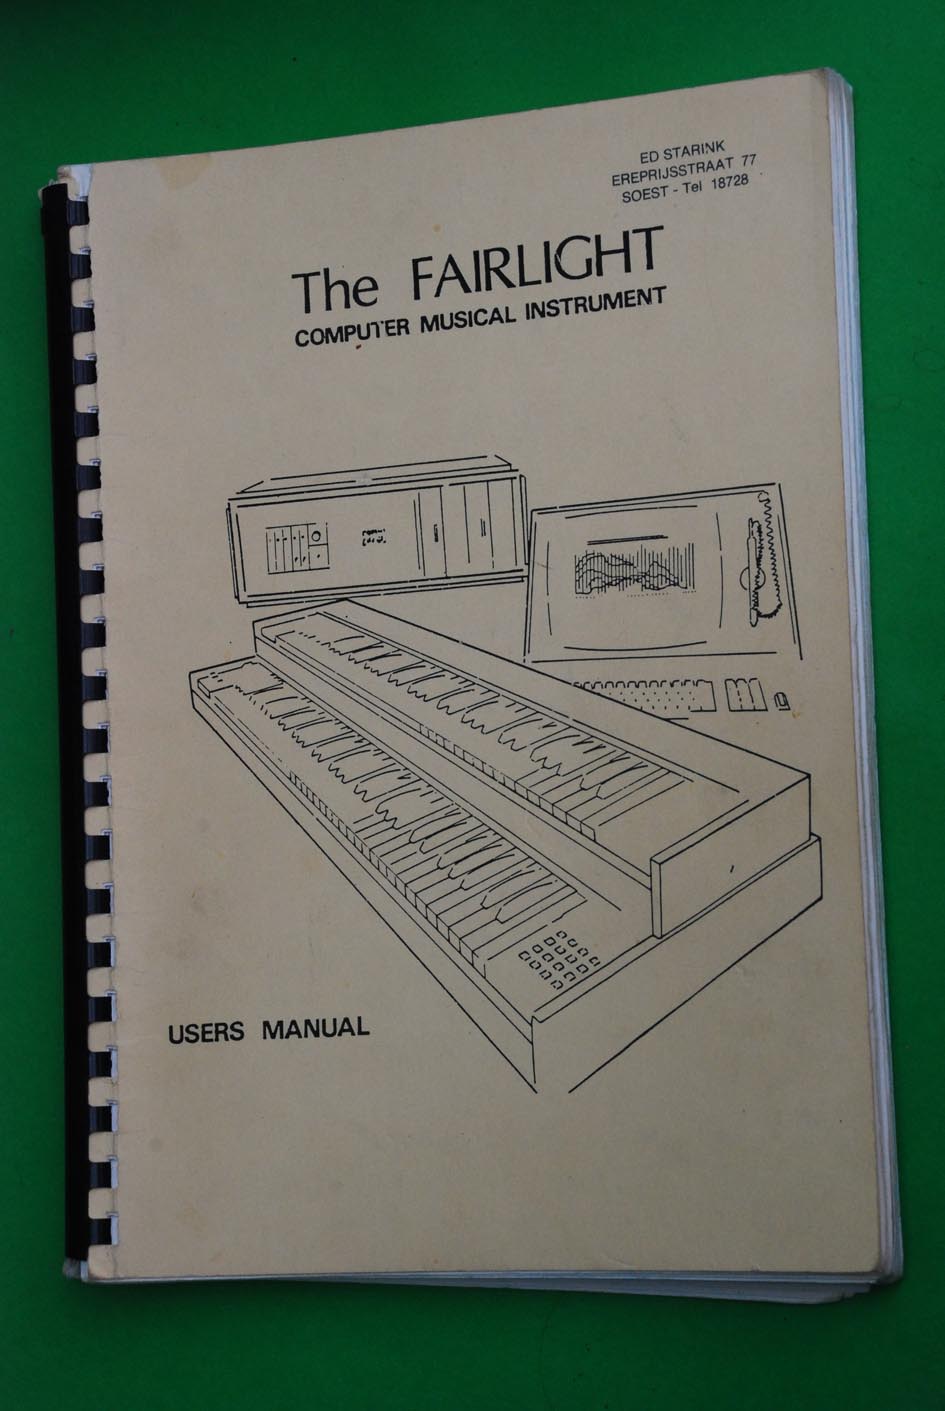 ED STARINK
EREPRIJSSTRAAT 77
SOEST - Tel 18728
The FAIRLIGHT
COMPUTER MUSICAL INSTRUMENT
USERS MANUAL